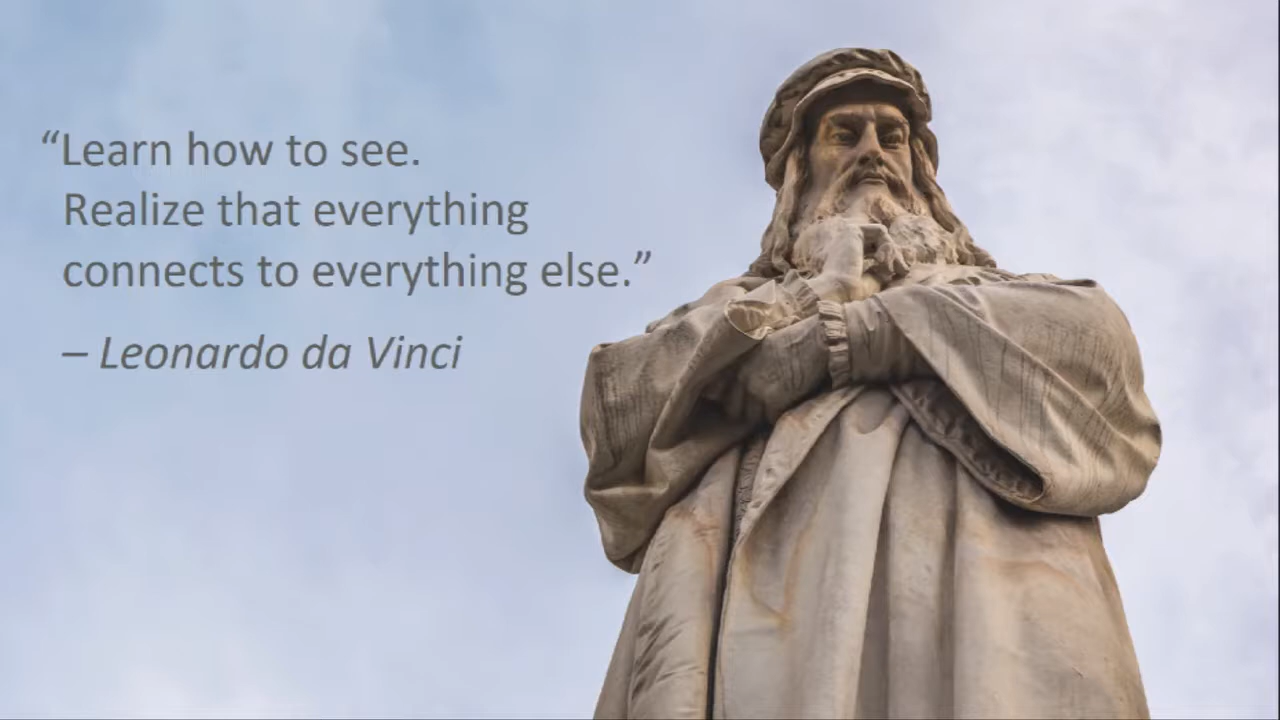 “Learn how to see.
Realize that everything
connects to everything else.”
– Leonardo da Vinci